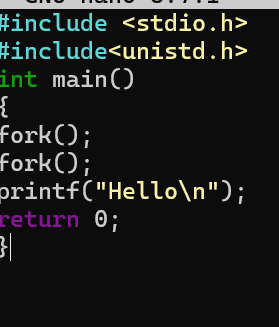 #include <stdio.h>
#include<unistd.h>
int main()
{
fork();
fork();
printf("Hello\n");
return 0;
}